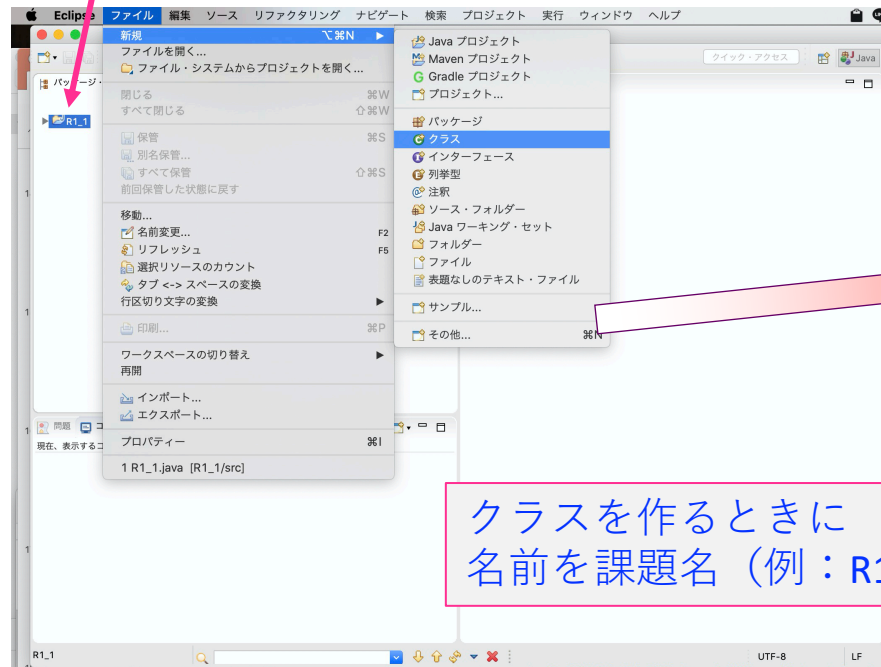 Eclipse ファイル 編集 ソース リファクタリング ナビゲート 検索 プロジェクト 実行 ウィンドウ ヘルプ
新規 ⌥⌘N ▶
ファイルを開く...
ファイル・システムからプロジェクトを開く...
閉じる ⌘W
すべて閉じる ⇧⌘W
保管 ⌘S
別名保管...
すべて保管 ⇧⌘S
前回保管した状態に戻す
移動...
名前変更... F2
リフレッシュ F5
選択リソースのカウント
タブ <-> スペースの変換
行区切り文字の変換 ▶
印刷... ⌘P
ワークスペースの切り替え ▶
再開
インポート...
エクスポート...
プロパティー ⌘I
1 R1_1.java [R1_1/src]
Java プロジェクト
Maven プロジェクト
Gradle プロジェクト
プロジェクト...
パッケージ
クラス
インターフェース
列挙型
注釈
ソース・フォルダー
Java ワーキング・セット
フォルダー
ファイル
表題なしのテキスト・ファイル
サンプル...
その他... ⌘N
クイック・アクセス
Java
パッケージ・
R1_1
問題 コ
現在、表示するコ
クラスを作るときに
名前を課題名（例：R1
R1_1 UTF-8 LF